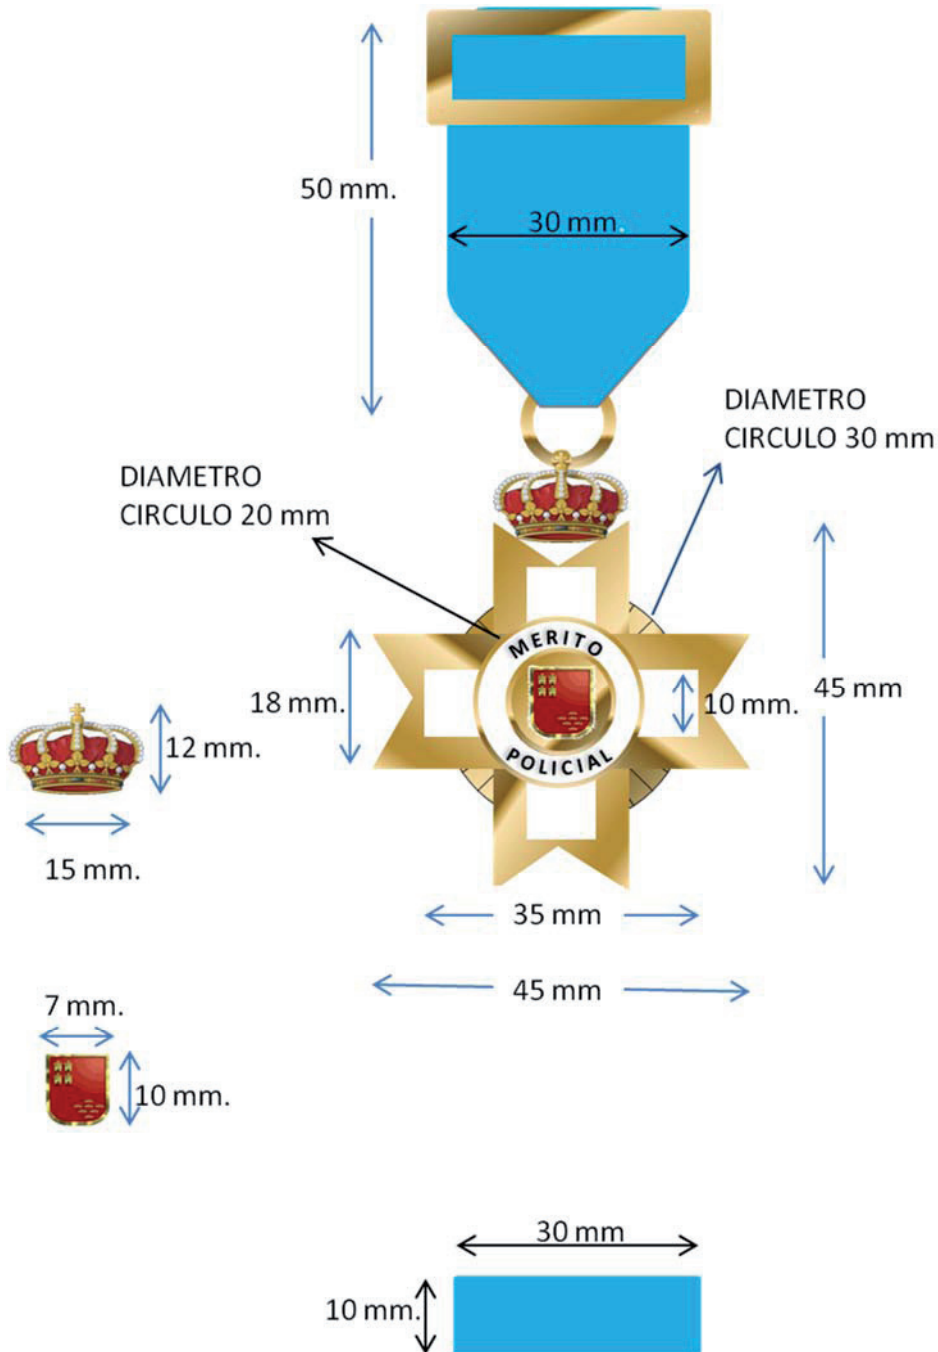 50 mm.
30 mm.
DIAMETRO
CIRCULO 30 mm
DIAMETRO
CIRCULO 20 mm
MERITO
POLICIAL
18 mm.
10 mm.
45 mm
12 mm.
15 mm.
35 mm
45 mm
7 mm.
10 mm.
30 mm
10 mm.